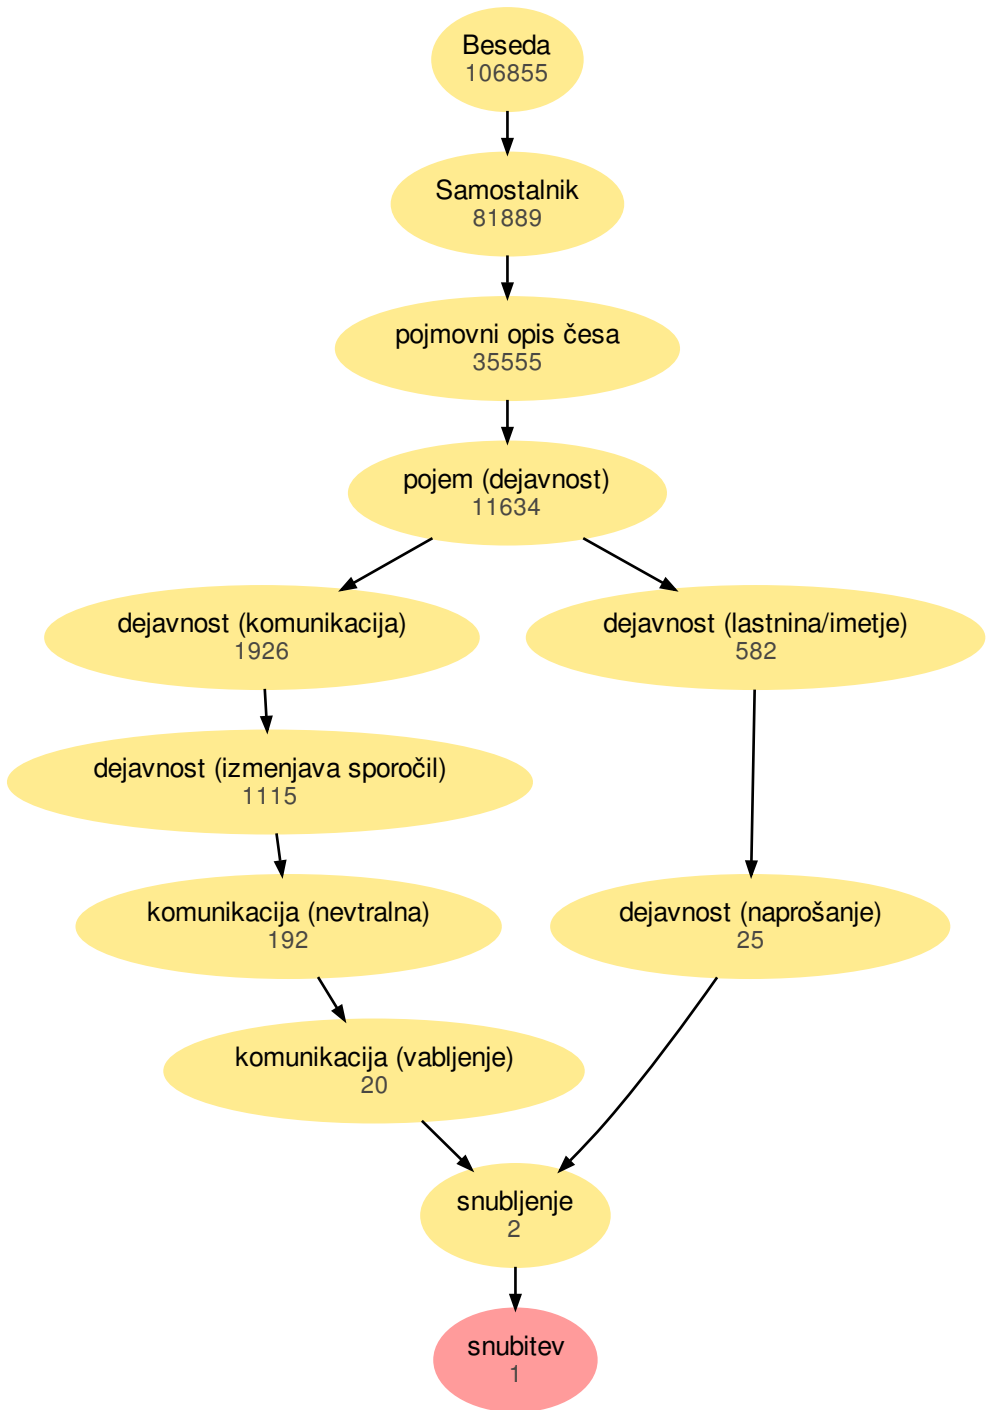 Beseda
106855
Samostalnik
81889
pojmovni opis česa
35555
pojem (dejavnost)
11634
dejavnost (komunikacija)
1926
dejavnost (lastnina/imetje)
582
dejavnost (izmenjava sporočil)
1115
komunikacija (nevtralna)
192
dejavnost (naprošanje)
25
komunikacija (vabljenje)
20
snubljenje
2
snubitev
1